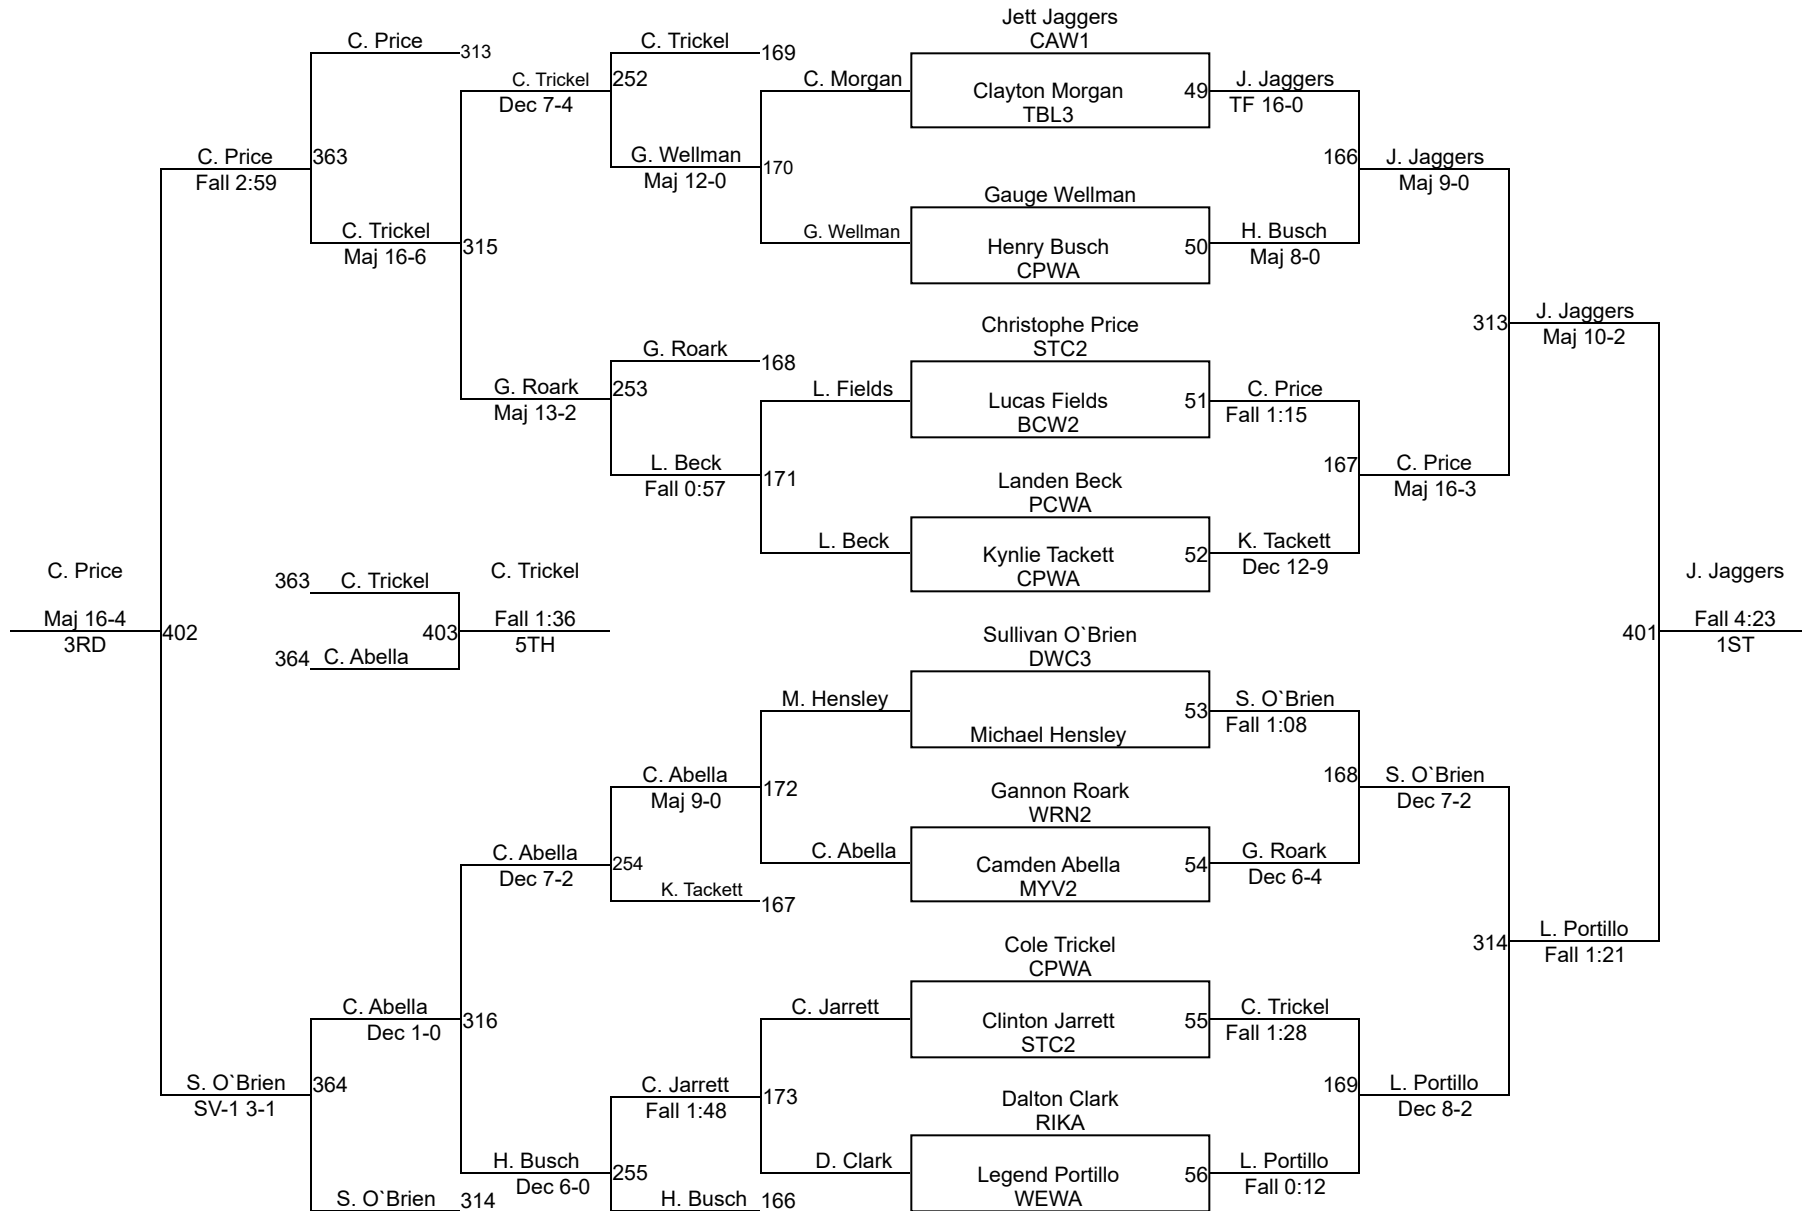 Jett Jaggers
CAW1
C. Price
313
C. Trickel
169
C. Trickel
252
Dec 7-4
C. Morgan
Clayton Morgan
TBL3
49
J. Jaggers
TF 16-0
C. Price
363
Fall 2:59
G. Wellman
170
Maj 12-0
166
J. Jaggers
Maj 9-0
Gauge Wellman
C. Trickel
315
Maj 16-6
G. Wellman
Henry Busch
CPWA
50
H. Busch
Maj 8-0
Christophe Price
STC2
313
J. Jaggers
Maj 10-2
G. Roark
168
G. Roark
253
Maj 13-2
L. Fields
Lucas Fields
BCW2
51
C. Price
Fall 1:15
L. Beck
171
Fall 0:57
Landen Beck
PCWA
167
C. Price
Maj 16-3
L. Beck
Kynlie Tackett
CPWA
52
K. Tackett
Dec 12-9
C. Price
Maj 16-4
3RD
402
363
C. Trickel
364
C. Abella
403
C. Trickel
Fall 1:36
5TH
J. Jaggers
401
Fall 4:23
1ST
Sullivan O`Brien
DWC3
M. Hensley
Michael Hensley
53
S. O`Brien
Fall 1:08
C. Abella
172
Maj 9-0
Gannon Roark
WRN2
168
S. O`Brien
Dec 7-2
C. Abella
254
Dec 7-2
C. Abella
Camden Abella
MYV2
54
G. Roark
Dec 6-4
K. Tackett
167
Cole Trickel
CPWA
314
L. Portillo
Fall 1:21
C. Abella
316
Dec 1-0
C. Jarrett
Clinton Jarrett
STC2
55
C. Trickel
Fall 1:28
S. O`Brien
364
SV-1 3-1
C. Jarrett
173
Fall 1:48
Dalton Clark
RIKA
169
L. Portillo
Dec 8-2
H. Busch
255
Dec 6-0
D. Clark
Legend Portillo
WEWA
56
L. Portillo
Fall 0:12
S. O`Brien
314
H. Busch
166